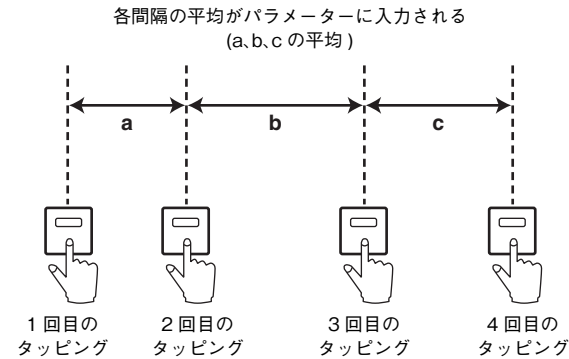 各間隔の平均がパラメーターに入力される
(a、b、c の平均 )
a
b
c
1 回目の
タッピング
2 回目の
タッピング
3 回目の
タッピング
4 回目の
タッピング